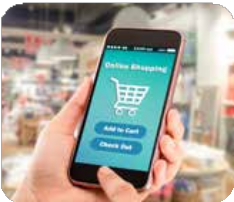 Online Shopping
Add to Cart
Check Out